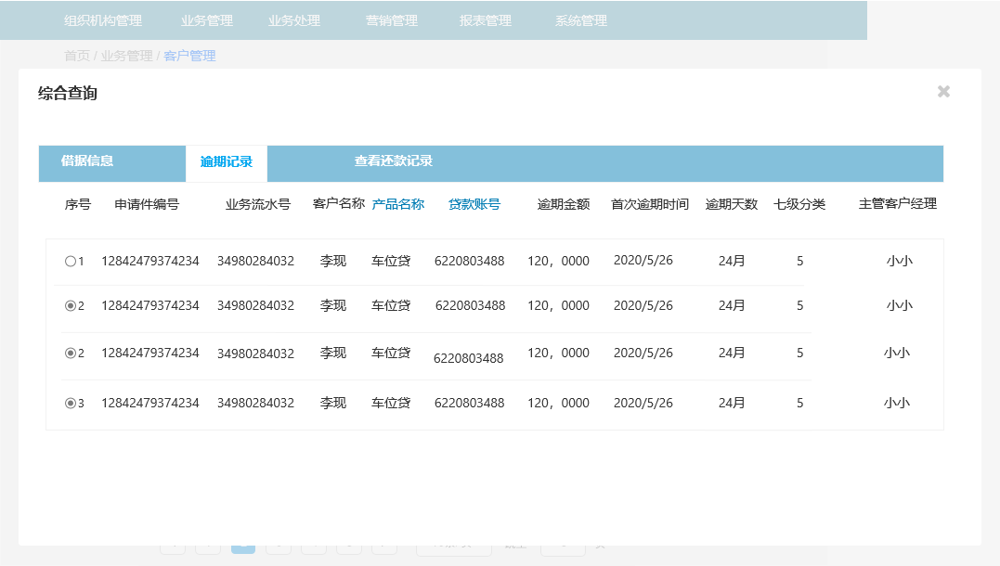 组织机构管理 业务管理 业务处理 营销管理 报表管理 系统管理
首页 / 业务管理 / 客户管理
综合查询
借据信息 逾期记录 查看还款记录
序号 申请件编号 业务流水号 客户名称 产品名称 贷款账号 逾期金额 首次逾期时间 逾期天数 七级分类 主管客户经理
1 12842479374234 34980284032 李现 车位贷 6220803488 120，0000 2020/5/26 24月 5 小小
2 12842479374234 34980284032 李现 车位贷 6220803488 120，0000 2020/5/26 24月 5 小小
2 12842479374234 34980284032 李现 车位贷 6220803488 120，0000 2020/5/26 24月 5 小小
3 12842479374234 34980284032 李现 车位贷 6220803488 120，0000 2020/5/26 24月 5 小小